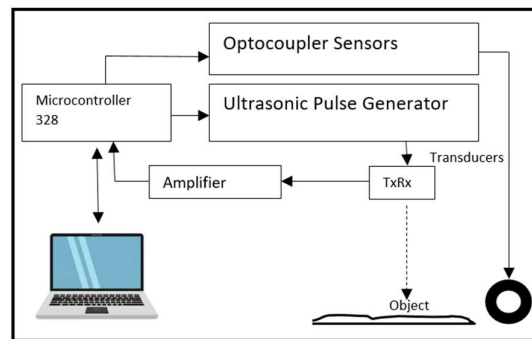 Optocoupler Sensors
Microcontroller
328
Ultrasonic Pulse Generator
Transducers
Amplifier
TxRx
Object